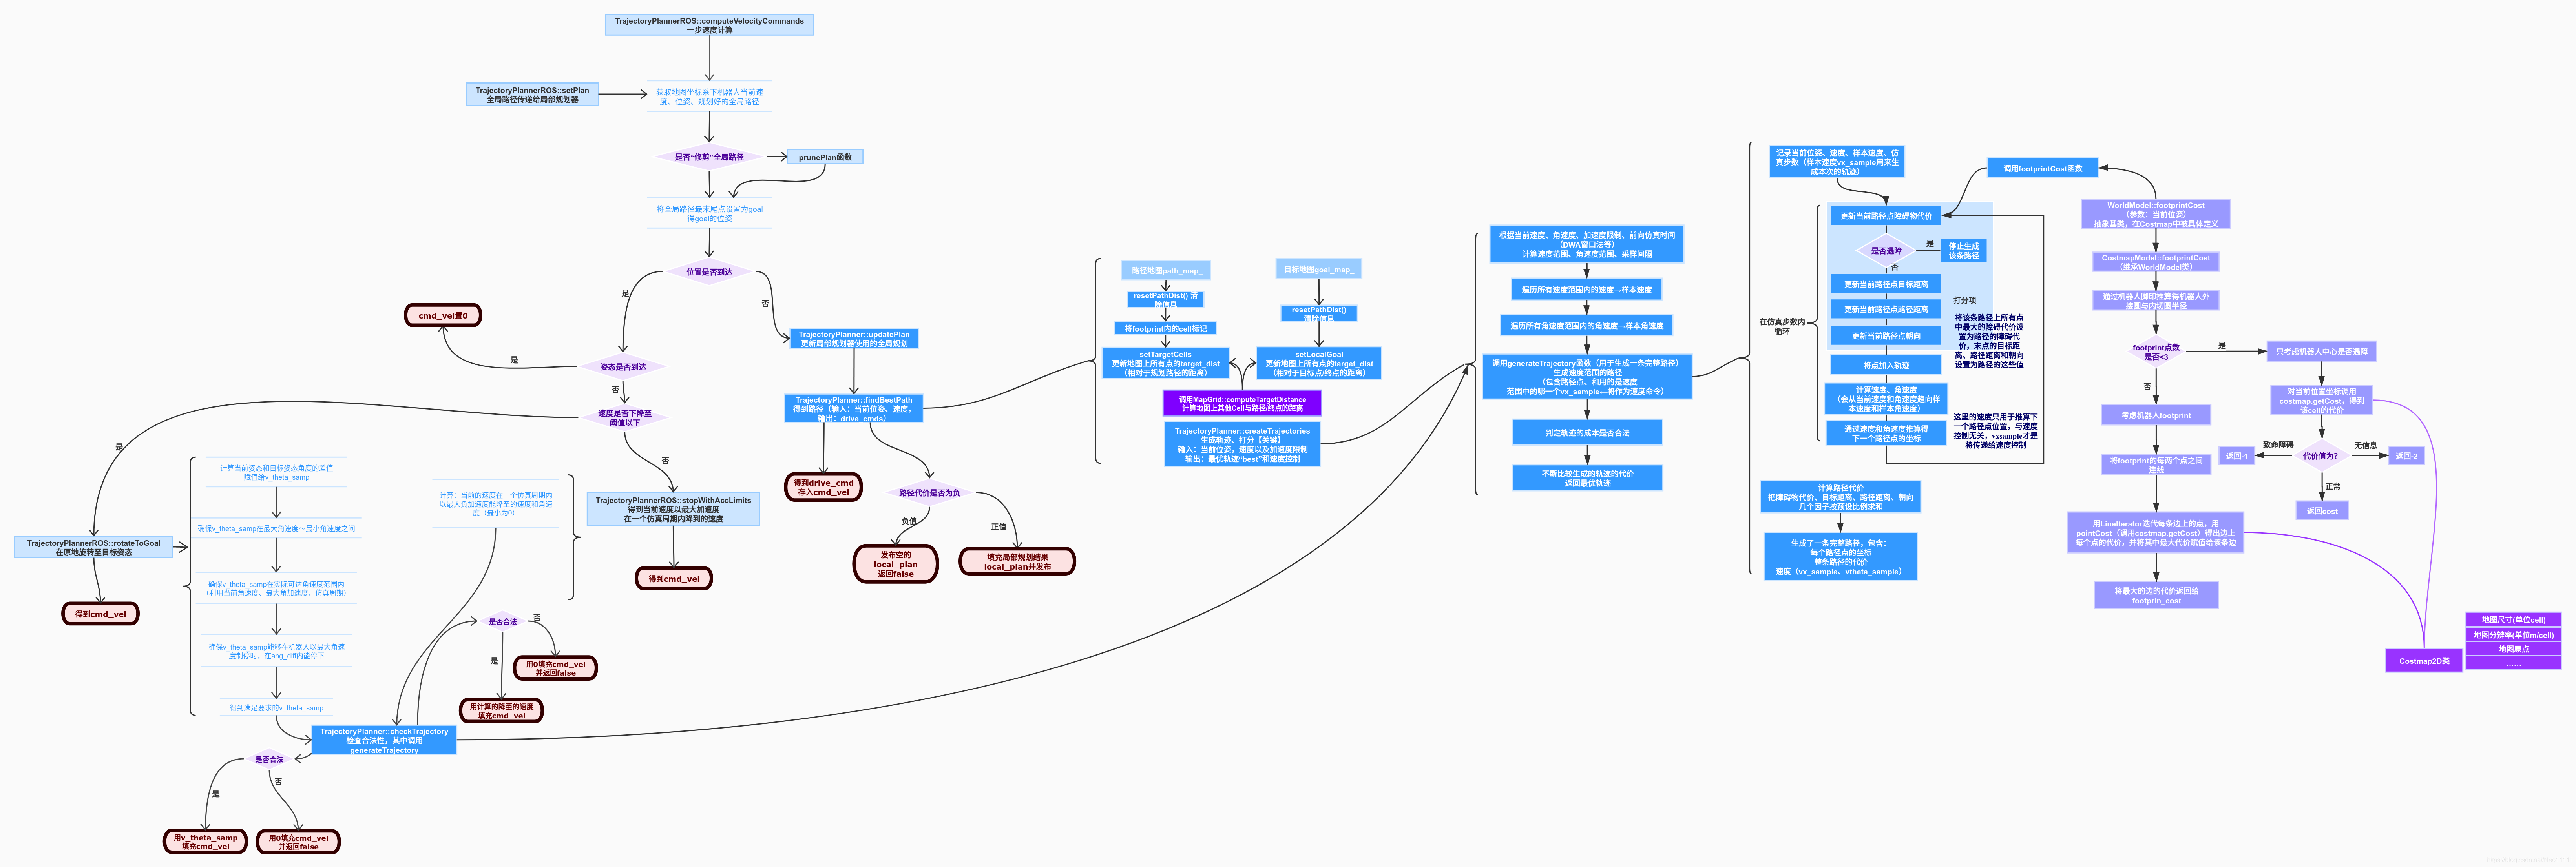 TrajectoryPlannerROS::computeVelocityCommands
一步速度计算
TrajectoryPlannerROS::setPlan
全局路径传递给局部规划器
获取地图坐标系下机器人当前速
度、位姿、规划好的全局路径
是否“修剪”全局路径
prunePlan函数
将全局路径最末尾点设置为goal
得goal的位姿
位置是否到达
是
否
cmd_vel置0
是
姿态是否到达
否
速度是否下降至
阈值以下
是
否
TrajectoryPlanner::updatePlan
更新局部规划器使用的全局规划
TrajectoryPlanner::findBestPath
得到路径（输入：当前位姿、速度，
输出：drive_cmds）
得到drive_cmd
存入cmd_vel
路径代价是否为负
负值
正值
发布空的
local_plan
返回false
填充局部规划结果
local_plan并发布
TrajectoryPlannerROS::stopWithAccLimits
得到当前速度以最大加速度
在一个仿真周期内降到的速度
得到cmd_vel
计算：当前的速度在一个仿真周期内
以最大负加速度能降至的速度和角速
度（最小为0）
是否合法
否
是
用0填充cmd_vel
并返回false
用计算的降至的速度
填充cmd_vel
TrajectoryPlannerROS::rotateToGoal
在原地旋转至目标姿态
得到cmd_vel
计算当前姿态和目标姿态角度的差值
赋值给v_theta_samp
确保v_theta_samp在最大角速度～最小角速度之间
确保v_theta_samp在实际可达角速度范围内
（利用当前角速度、最大角加速度、仿真周期）
确保v_theta_samp能够在机器人以最大角速
度制停时，在ang_diff内能停下
得到满足要求的v_theta_samp
TrajectoryPlanner::checkTrajectory
检查合法性，其中调用
generateTrajectory
是否合法
是
否
用v_theta_samp
填充cmd_vel
用0填充cmd_vel
并返回false
路径地图path_map_
resetPathDist() 清
除信息
将footprint内的cell标记
setTargetCells
更新地图上所有点的target_dist
（相对于规划路径的距离）
目标地图goal_map_
resetPathDist()
清除信息
setLocalGoal
更新地图上所有点的target_dist
（相对于目标点/终点的距离）
调用MapGrid::computeTargetDistance
计算地图上其他Cell与路径/终点的距离
TrajectoryPlanner::createTrajectories
生成轨迹、打分【关键】
输入：当前位姿，速度以及加速度限制
输出：最优轨迹“best”和速度控制
根据当前速度、角速度、加速度限制、前向仿真时间
（DWA窗口法等）
计算速度范围、角速度范围、采样间隔
遍历所有速度范围内的速度→样本速度
遍历所有角速度范围内的角速度→样本角速度
调用generateTrajectory函数（用于生成一条完整路径）
生成速度范围的路径
（包含路径点、和用的是速度
范围中的哪一个vx_samp←将作为速度命令）
判定轨迹的成本是否合法
不断比较生成的轨迹的代价
返回最优轨迹
记录当前位姿、速度、样本速度、仿
真步数（样本速度vx_sample用来生
成本次的轨迹）
在仿真步数内
循环
更新当前路径点障碍物代价
是否遇障
是
停止生成
该条路径
否
更新当前路径点目标距离
更新当前路径点路径距离
更新当前路径点朝向
打分项
将该条路径上所有点
中最大的障碍代价设
置为路径的障碍代
价，末点的目标距
离、路径距离和朝向
设置为路径的这些值
将点加入轨迹
计算速度、角速度
（会从当前速度和角速度趋向样
本速度和样本角速度）
通过速度和角速度推算得
下一个路径点的坐标
这里的速度只用于推算下
一个路径点位置，与速度
控制无关，vxsample才是
将传递给速度控制
计算路径代价
把障碍物代价、目标距离、路径距离、朝向
几个因子按预设比例求和
生成了一条完整路径，包含：
每个路径点的坐标
整条路径的代价
速度（vx_sample、vtheta_sample）
调用footprintCost函数
WorldModel::footprintCost
（参数：当前位姿）
抽象基类，在Costmap中被具体定义
CostmapModel::footprintCost
（继承WorldModel类）
通过机器人脚印推算得机器人外
接圆与内切圆半径
footprint点数
是否<3
是
否
只考虑机器人中心是否遇障
对当前位置坐标调用
costmap.getCost，得到
该cell的代价
代价值为？
致命障碍
返回-1
无信息
返回-2
正常
返回cost
考虑机器人footprint
将footprint的每两个点之间
连线
用LineIterator迭代每条边上的点，用
pointCost（调用costmap.getCost）得出边上
每个点的代价，并将其中最大代价赋值给该条边
将最大的边的代价返回给
footprin_cost
Costmap2D类
地图尺寸(单位cell)
地图分辨率(单位m/cell)
地图原点
……